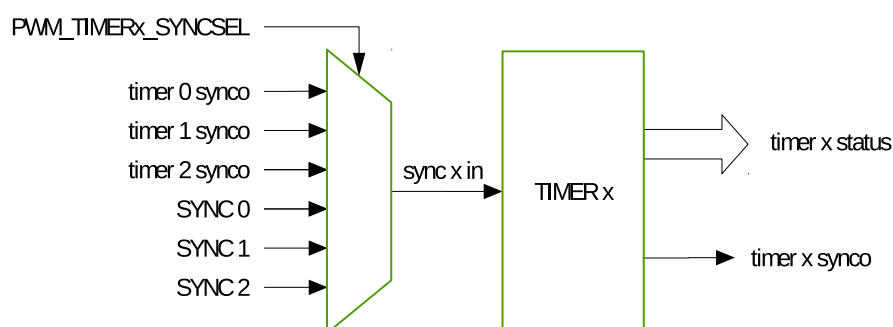 PWM_TIMERx_SYNCSEL
timer 0 synco
timer 1 synco
timer 2 synco
SYNC 0
SYNC 1
SYNC 2
sync x in
TIMER x
timer x status
timer x synco